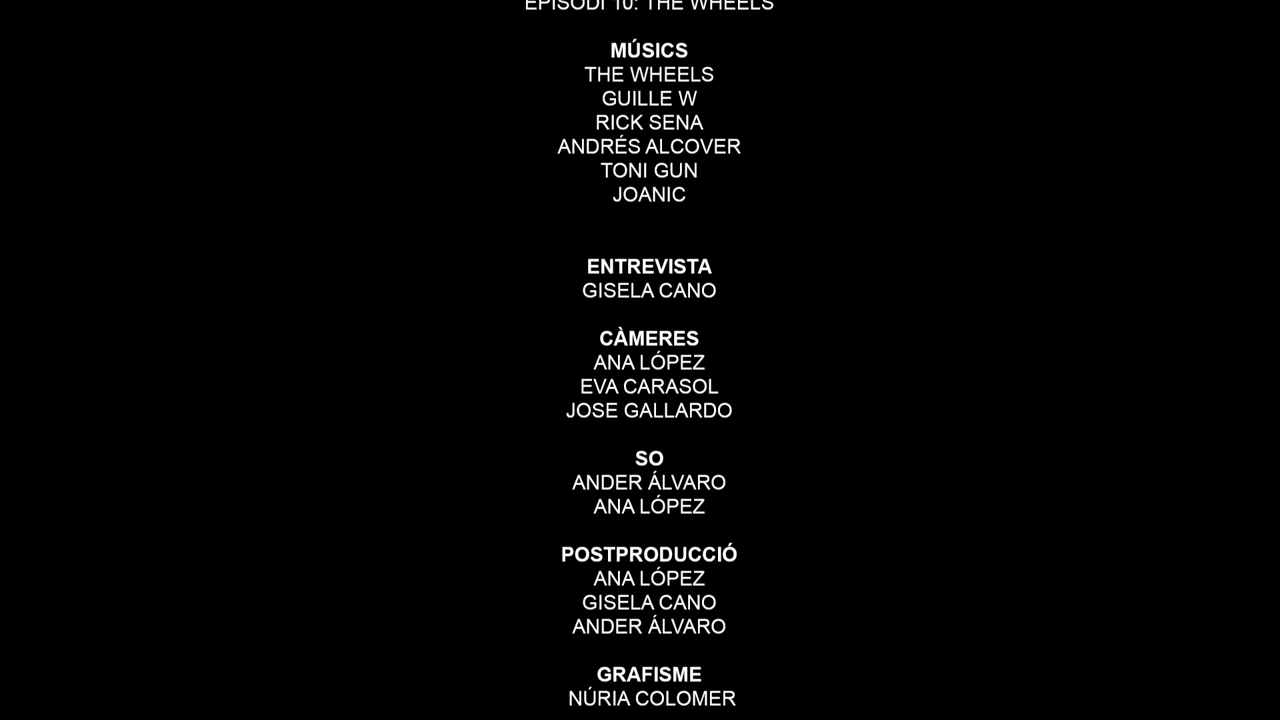 EPISODI 10: THE WHEELS
MÚSICS
THE WHEELS
GUILLE W
RICK SENA
ANDRÉS ALCOVER
TONI GUN
JOANIC
ENTREVISTA
GISELA CANO
CÀMERES
ANA LÓPEZ
EVA CARASOL
JOSE GALLARDO
SO
ANDER ÁLVARO
ANA LÓPEZ
POSTPRODUCCIÓ
ANA LÓPEZ
GISELA CANO
ANDER ÁLVARO
GRAFISME
NÚRIA COLOMER